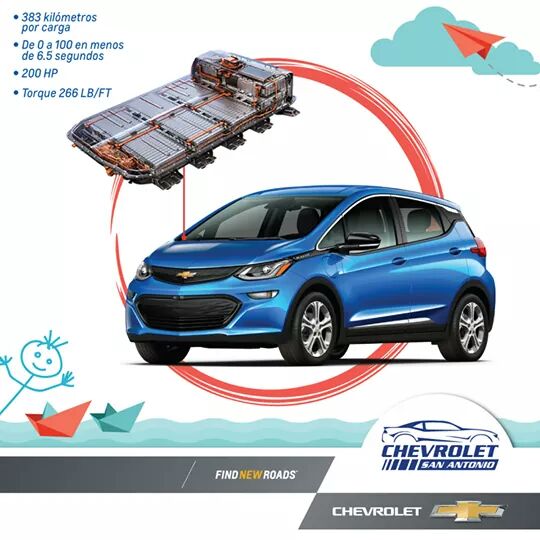 • 383 kilómetros
por carga
• De 0 a 100 en menos
de 6.5 segundos
• 200 HP
• Torque 266 LB/FT
CHEVROLET
SAN ANTONIO
FIND NEW ROADS
CHEVROLET